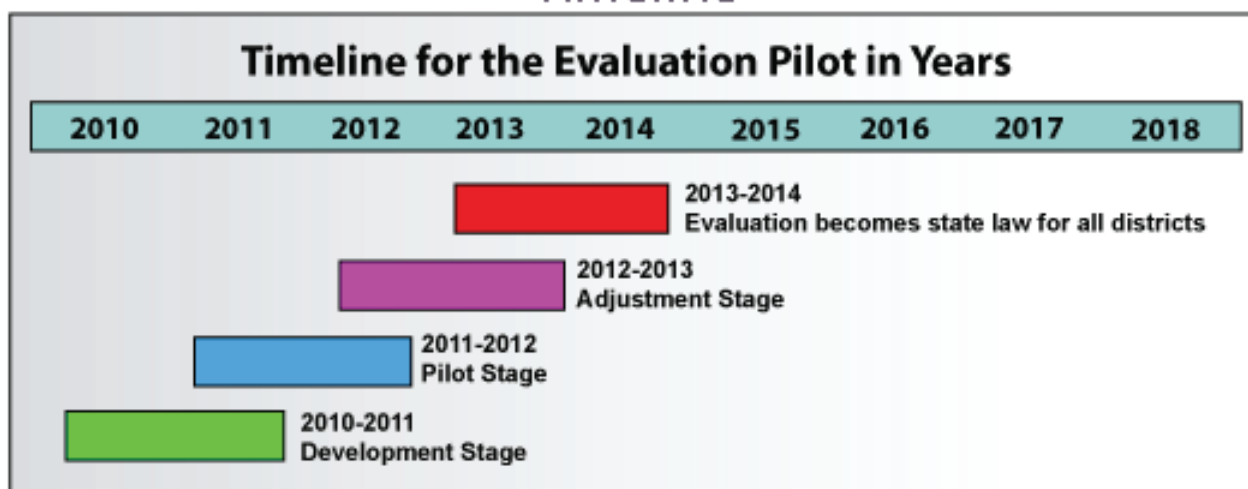 Timeline for the Evaluation Pilot in Years
2010 2011 2012 2013 2014 2015 2016 2017 2018
2013-2014
Evaluation becomes state law for all districts
2012-2013
Adjustment Stage
2011-2012
Pilot Stage
2010-2011
Development Stage